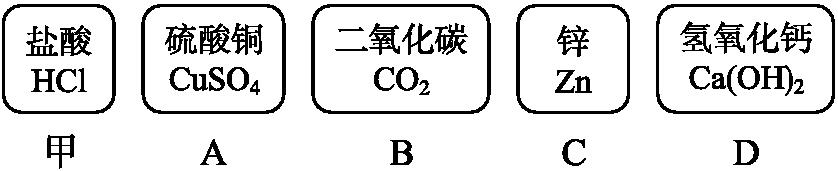 盐酸 硫酸铜 二氧化碳 锌 氢氧化钙
HCl CuSO₄ CO₂ Zn Ca(OH)₂
甲 A B C D